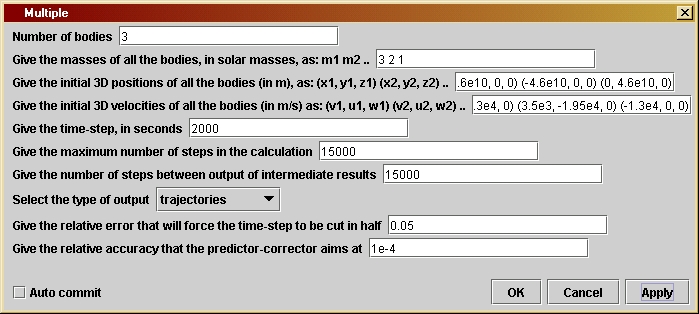 Multiple
Number of bodies 3
Give the masses of all the bodies, in solar masses, as: m1 m2 .. 3 2 1
Give the initial 3D positions of all the bodies (in m), as: (x1, y1, z1) (x2, y2, z2) .. .6e10, 0, 0) (-4.6e10, 0, 0) (0, 4.6e10, 0)
Give the initial 3D velocities of all the bodies (in m/s) as: (v1, u1, w1) (v2, u2, w2) .. .3e4, 0) (3.5e3, -1.95e4, 0) (-1.3e4, 0, 0)
Give the time-step, in seconds 2000
Give the maximum number of steps in the calculation 15000
Give the number of steps between output of intermediate results 15000
Select the type of output trajectories
Give the relative error that will force the time-step to be cut in half 0.05
Give the relative accuracy that the predictor-corrector aims at 1e-4
Auto commit OK Cancel Apply